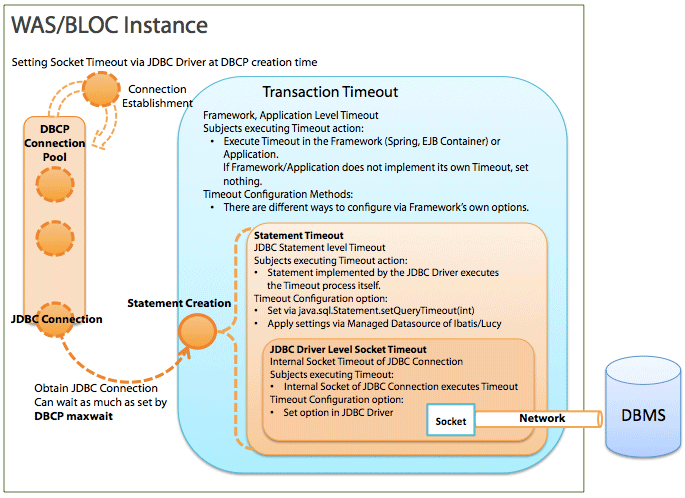 WAS/BLOC Instance
Setting Socket Timeout via JDBC Driver at DBCP creation time
Connection
Establishment
DBCP
Connection
Pool
JDBC Connection
Statement Creation
Obtain JDBC Connection
Can wait as much as set by
DBCP maxwait
Transaction Timeout
Framework, Application Level Timeout
Subjects executing Timeout action:
• Execute Timeout in the Framework (Spring, EJB Container) or
Application.
If Framework/Application does not implement its own Timeout, set
nothing.
Timeout Configuration Methods:
• There are different ways to configure via Framework's own options.
Statement Timeout
JDBC Statement level Timeout
Subjects executing Timeout action:
• Statement implemented by the JDBC Driver executes
the Timeout process itself.
Timeout Configuration option:
• Set via java.sql.Statement.setQueryTimeout(int)
• Apply settings via Managed Datasource of Ibatis/Lucy
JDBC Driver Level Socket Timeout
Internal Socket Timeout of JDBC Connection
Subjects executing Timeout:
• Internal Socket of JDBC Connection executes Timeout
Timeout Configuration option:
• Set option in JDBC Driver
Socket
Network
DBMS